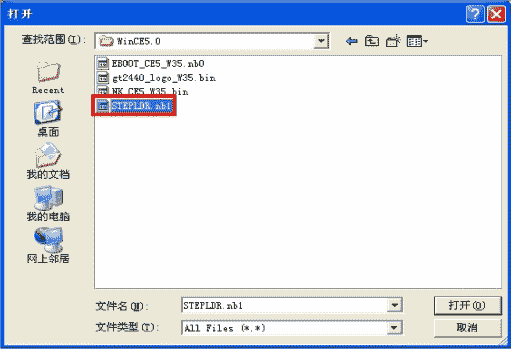 打开
查找范围(I):
WinCE5.0
EBOOT_CE5_W35.nb0
gt2440_logo_W35.bin
NK_CE5_W35.bin
STEPLDR.nb1
Recent
桌面
我的文档
我的电脑
网上邻居
文件名(N):
STEPLDR.nb1
打开(O)
文件类型(T):
All Files (*.*)
取消